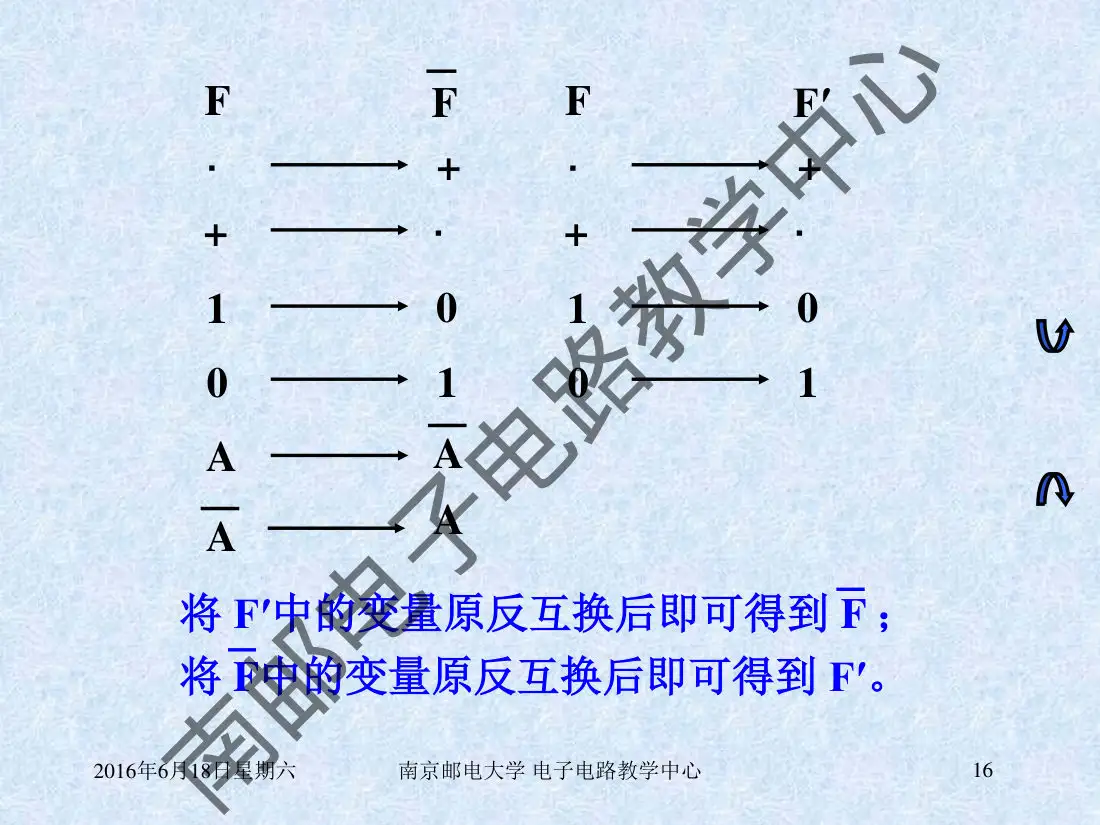 F F̅ F F′
· → + · → +
+ → · + → ·
1 → 0 1 → 0
0 → 1 0 → 1
A → A̅
A̅ → A
将 F′中的变量原反互换后即可得到 F̅ ；
将 F̅中的变量原反互换后即可得到 F′。
2016年6月18日星期六 南京邮电大学 电子电路教学中心 16
南邮电子电路教学中心